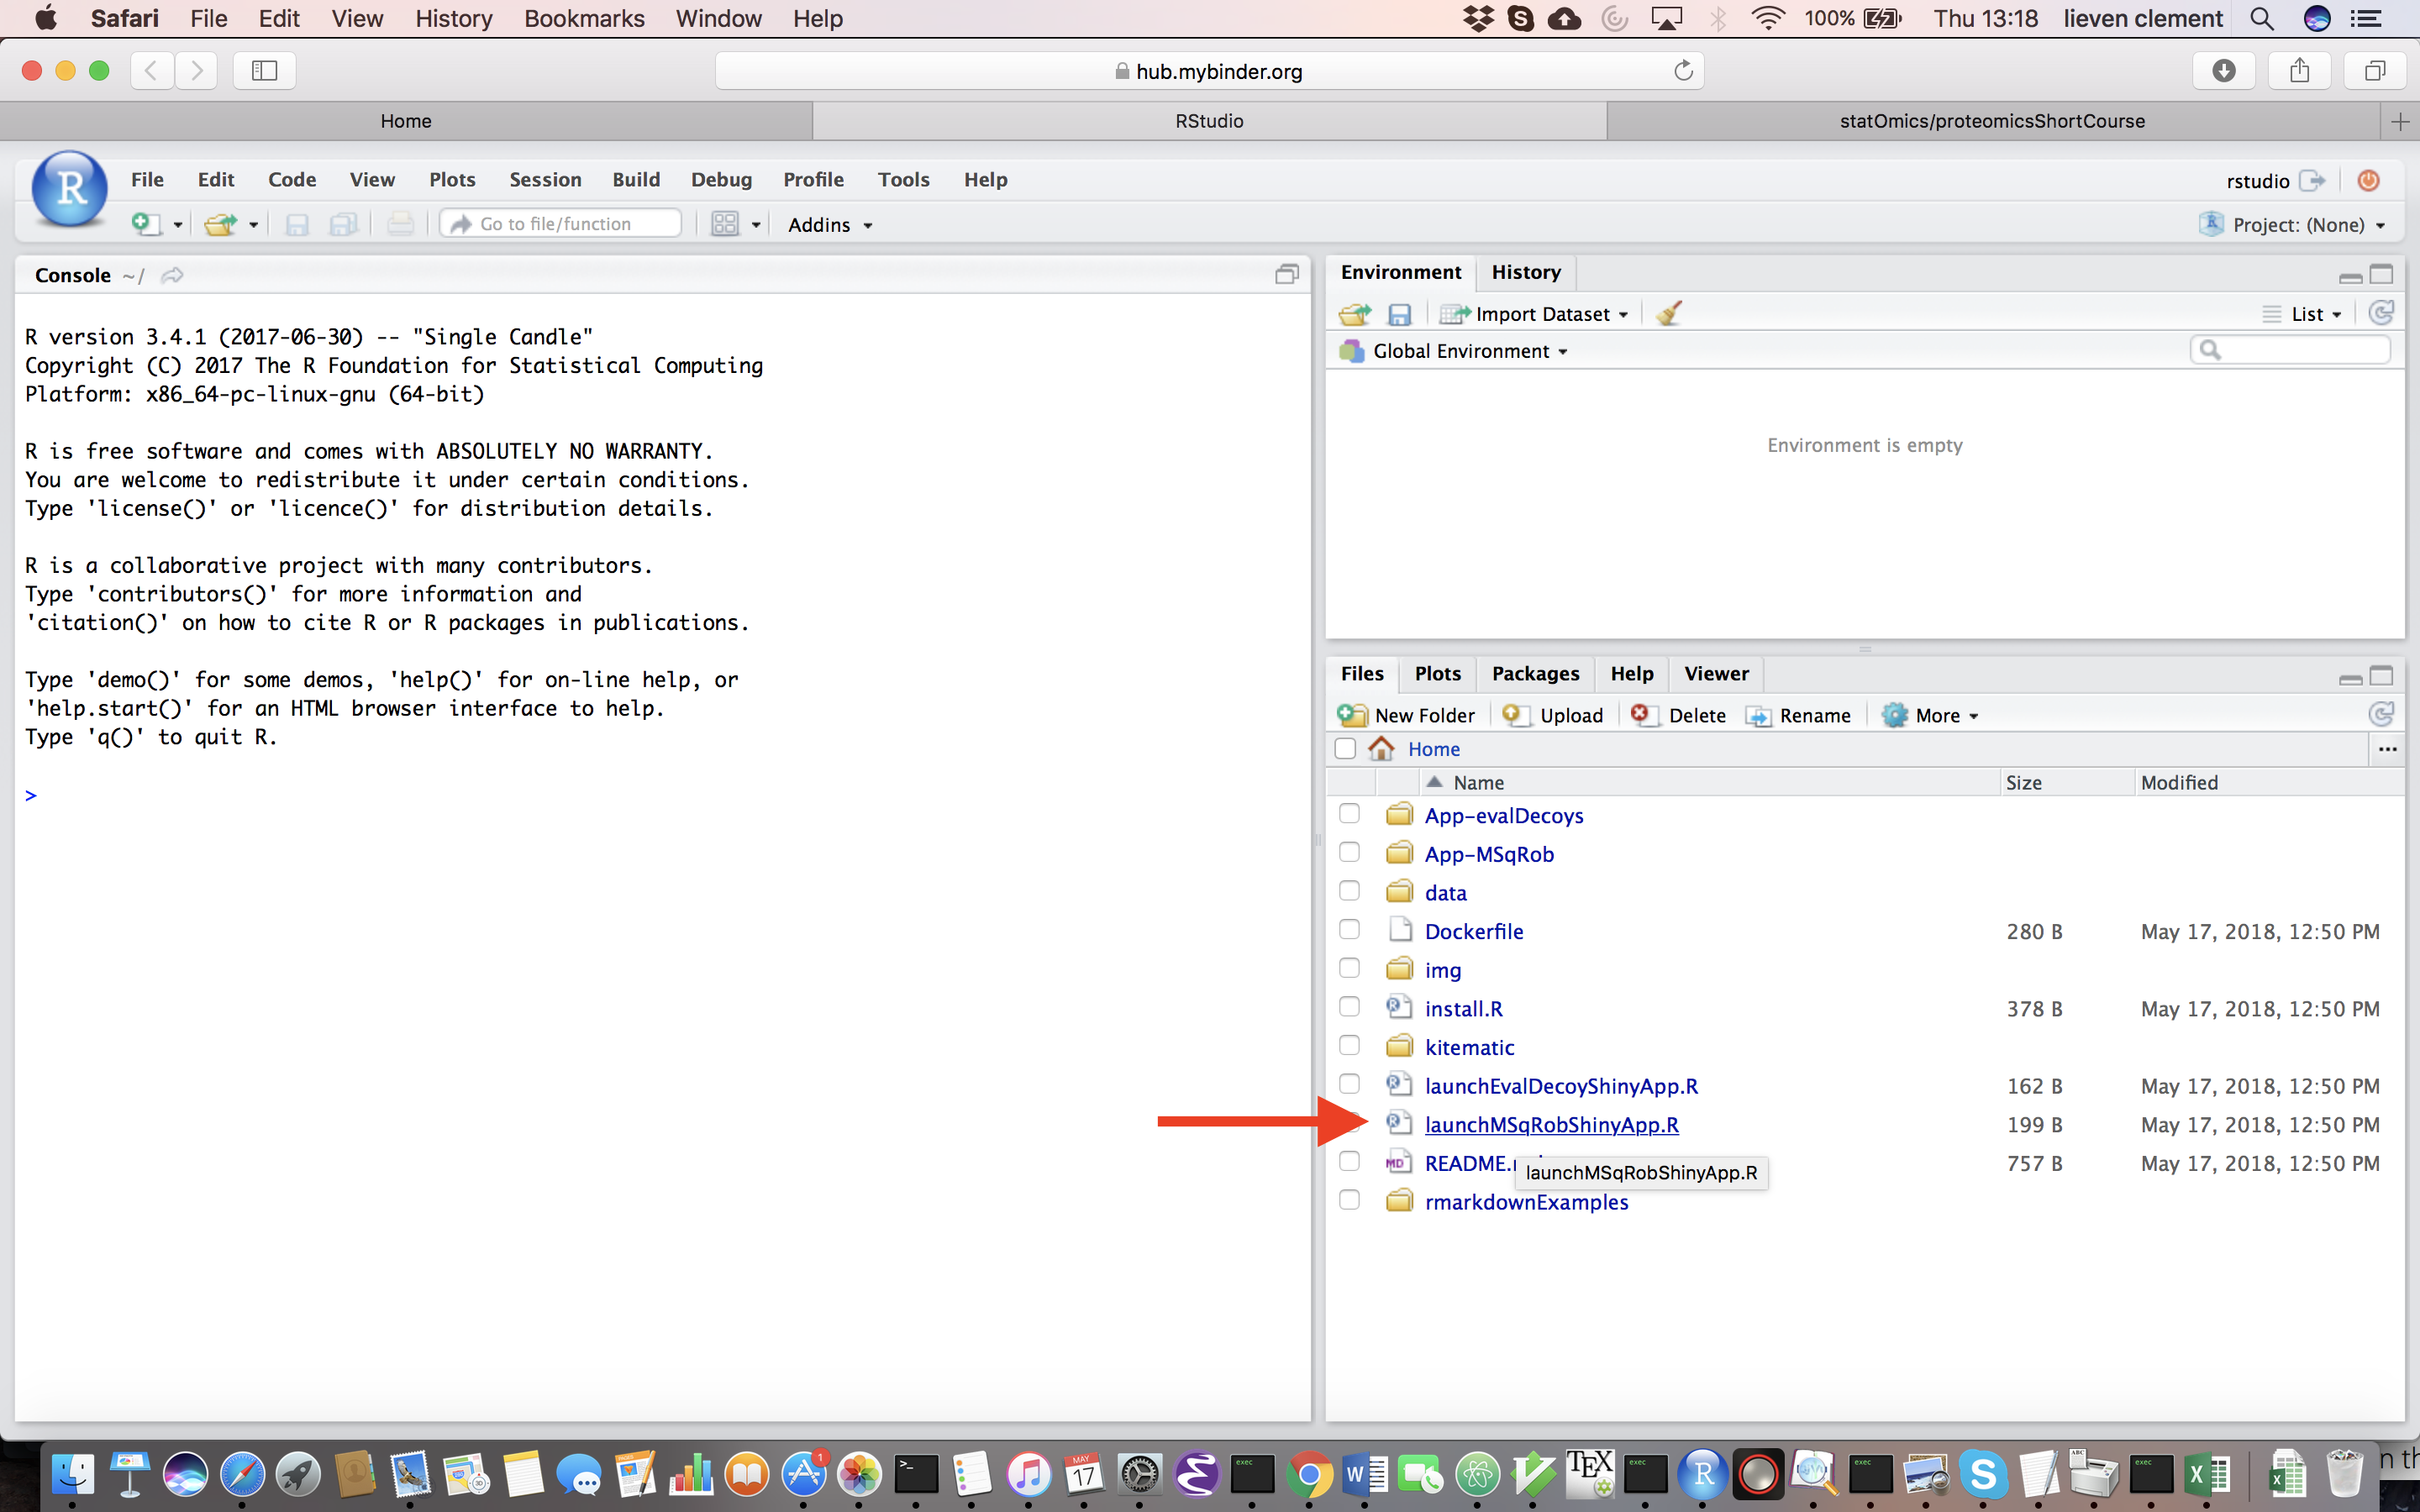 Safari File Edit View History Bookmarks Window Help 100% Thu 13:18 lieven clement
hub.mybinder.org
Home RStudio statOmics/proteomicsShortCourse
File Edit Code View Plots Session Build Debug Profile Tools Help rstudio
Go to file/function Addins Project: (None)
Console ~/
R version 3.4.1 (2017-06-30) -- "Single Candle"
Copyright (C) 2017 The R Foundation for Statistical Computing
Platform: x86_64-pc-linux-gnu (64-bit)
R is free software and comes with ABSOLUTELY NO WARRANTY.
You are welcome to redistribute it under certain conditions.
Type 'license()' or 'licence()' for distribution details.
R is a collaborative project with many contributors.
Type 'contributors()' for more information and
'citation()' on how to cite R or R packages in publications.
Type 'demo()' for some demos, 'help()' for on-line help, or
'help.start()' for an HTML browser interface to help.
Type 'q()' to quit R.
>
Environment History
Import Dataset List
Global Environment
Environment is empty
Files Plots Packages Help Viewer
New Folder Upload Delete Rename More
Home ...
Name Size Modified
App-evalDecoys
App-MSqRob
data
Dockerfile 280 B May 17, 2018, 12:50 PM
img
install.R 378 B May 17, 2018, 12:50 PM
kitematic
launchEvalDecoyShinyApp.R 162 B May 17, 2018, 12:50 PM
launchMSqRobShinyApp.R 199 B May 17, 2018, 12:50 PM
README. 757 B May 17, 2018, 12:50 PM
launchMSqRobShinyApp.R
rmarkdownExamples
MAY
17
1
TEX
exec
exec
exec
exec